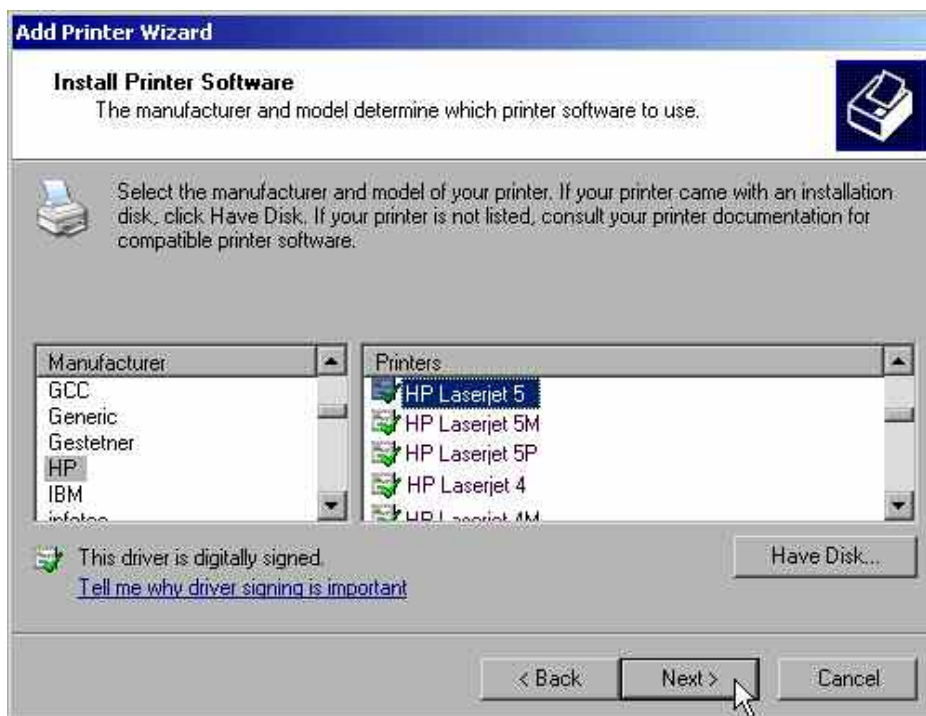 Add Printer Wizard
Install Printer Software
The manufacturer and model determine which printer software to use.
Select the manufacturer and model of your printer. If your printer came with an installation
disk, click Have Disk. If your printer is not listed, consult your printer documentation for
compatible printer software.
Manufacturer
GCC
Generic
Gestetner
HP
IBM
infotec
Printers
HP Laserjet 5
HP Laserjet 5M
HP Laserjet 5P
HP Laserjet 4
HP Laserjet 4M
This driver is digitally signed.
Tell me why driver signing is important
Have Disk...
< Back
Next >
Cancel